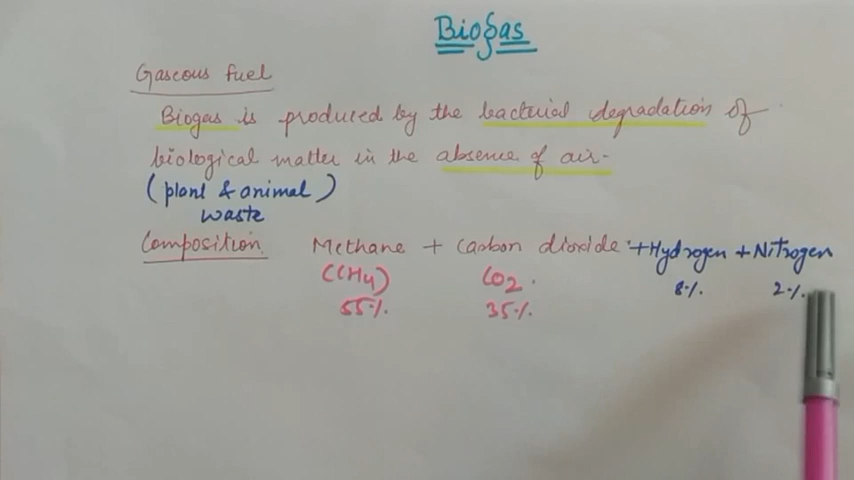 Biogas
Gaseous fuel
Biogas is produced by the bacterial degradation of
biological matter in the absence of air.
(plant & animal)
waste
Composition Methane + Carbon dioxide + Hydrogen + Nitrogen
(CH4) CO2. 8%. 2%.
55%. 35%.